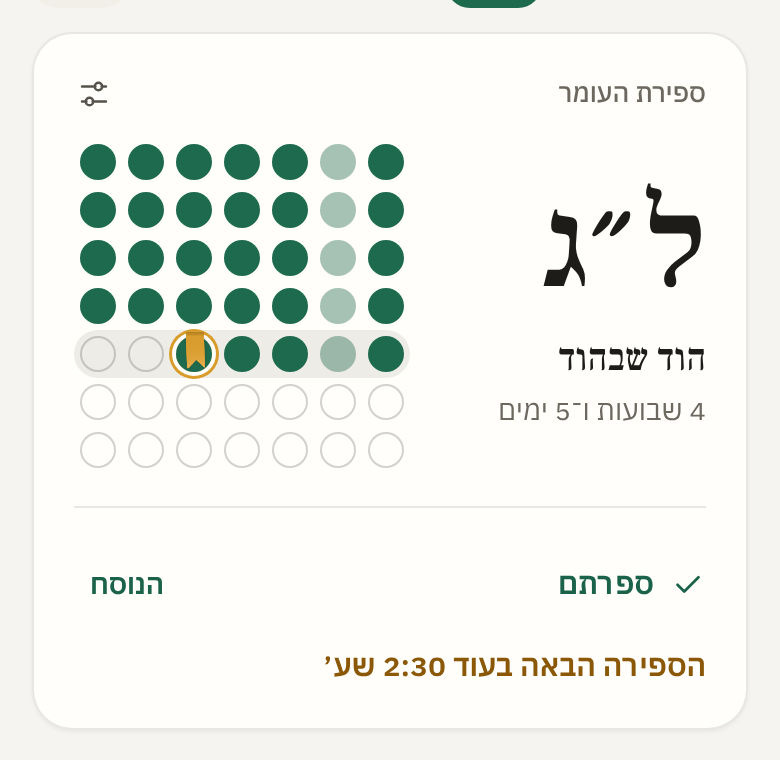 ספירת העומר
ל״ג
הוד שבהוד
4 שבועות ו־5 ימים
ספרתם
הנוסח
הספירה הבאה בעוד 2:30 שע׳